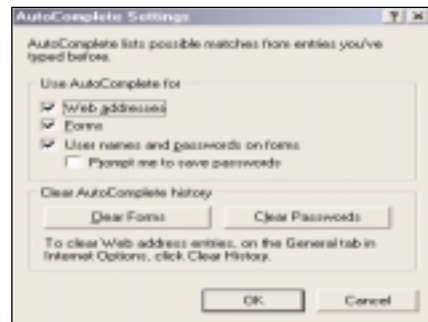 AutoComplete Settings
AutoComplete lists possible matches from entries you've
typed before.
Use AutoComplete for
Web addresses
Forms
User names and passwords on forms
Prompt me to save passwords
Clear AutoComplete history
Clear Forms
Clear Passwords
To clear Web address entries, on the General tab in
Internet Options, click Clear History.
OK
Cancel